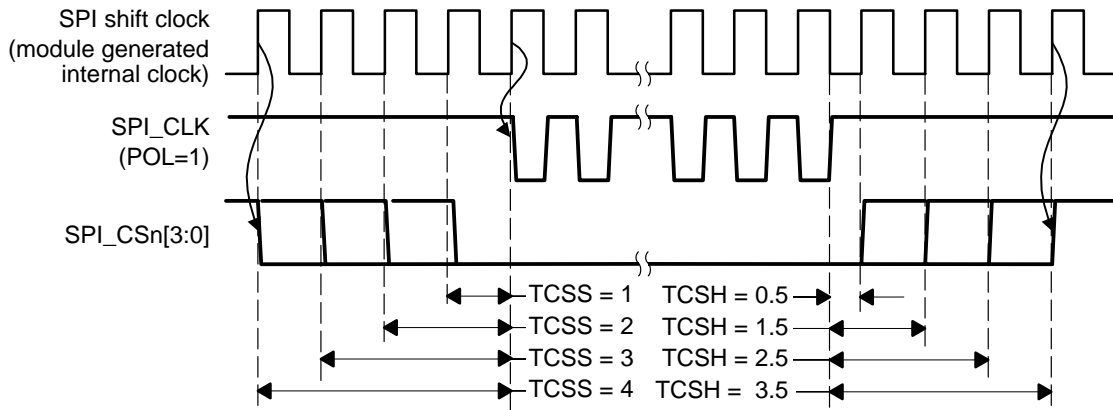 SPI shift clock
(module generated
internal clock)
SPI_CLK
(POL=1)
SPI_CSn[3:0]
TCSS = 1 TCSH = 0.5
TCSS = 2 TCSH = 1.5
TCSS = 3 TCSH = 2.5
TCSS = 4 TCSH = 3.5